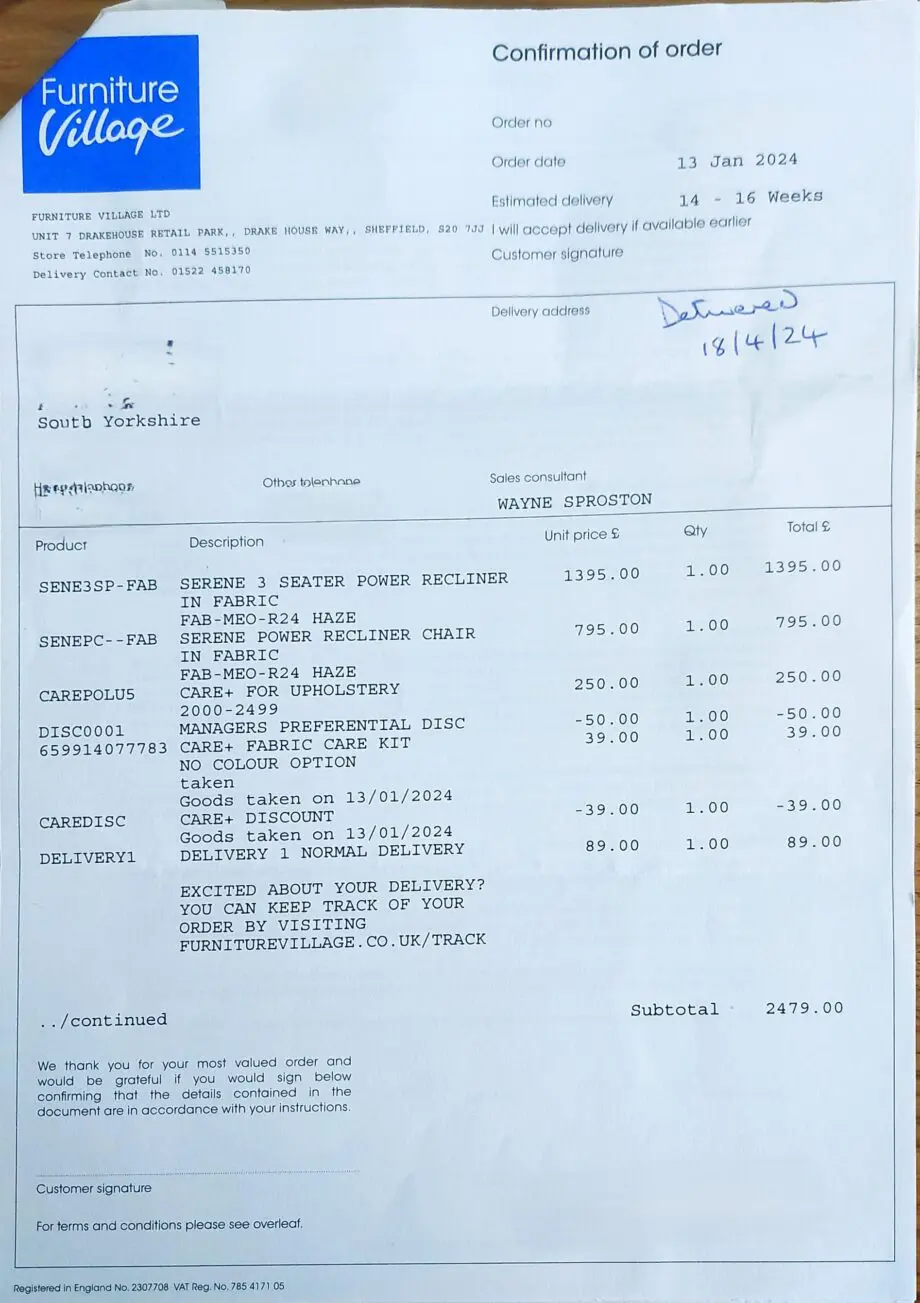 Furniture
Village
Confirmation of order
Order no
Order date 13 Jan 2024
Estimated delivery 14 - 16 Weeks
I will accept delivery if available earlier
Customer signature
FURNITURE VILLAGE LTD
UNIT 7 DRAKEHOUSE RETAIL PARK,, DRAKE HOUSE WAY,, SHEFFIELD, S20 7JJ
Store Telephone No. 0114 5515350
Delivery Contact No. 01522 458170
Delivery address
Delivered
18/4/24
South Yorkshire
Other telephone
Sales consultant
WAYNE SPROSTON
Product Description Unit price £ Qty Total £
SENE3SP-FAB SERENE 3 SEATER POWER RECLINER 1395.00 1.00 1395.00
IN FABRIC
FAB-MEO-R24 HAZE
SENEPC--FAB SERENE POWER RECLINER CHAIR 795.00 1.00 795.00
IN FABRIC
FAB-MEO-R24 HAZE
CAREPOLU5 CARE+ FOR UPHOLSTERY 250.00 1.00 250.00
2000-2499
DISC0001 MANAGERS PREFERENTIAL DISC -50.00 1.00 -50.00
659914077783 CARE+ FABRIC CARE KIT 39.00 1.00 39.00
NO COLOUR OPTION
taken
Goods taken on 13/01/2024
CAREDISC CARE+ DISCOUNT -39.00 1.00 -39.00
Goods taken on 13/01/2024
DELIVERY1 DELIVERY 1 NORMAL DELIVERY 89.00 1.00 89.00
EXCITED ABOUT YOUR DELIVERY?
YOU CAN KEEP TRACK OF YOUR
ORDER BY VISITING
FURNITUREVILLAGE.CO.UK/TRACK
../continued
Subtotal 2479.00
We thank you for your most valued order and
would be grateful if you would sign below
confirming that the details contained in the
document are in accordance with your instructions.
Customer signature
For terms and conditions please see overleaf.
Registered in England No. 2307708 VAT Reg. No. 785 4171 05